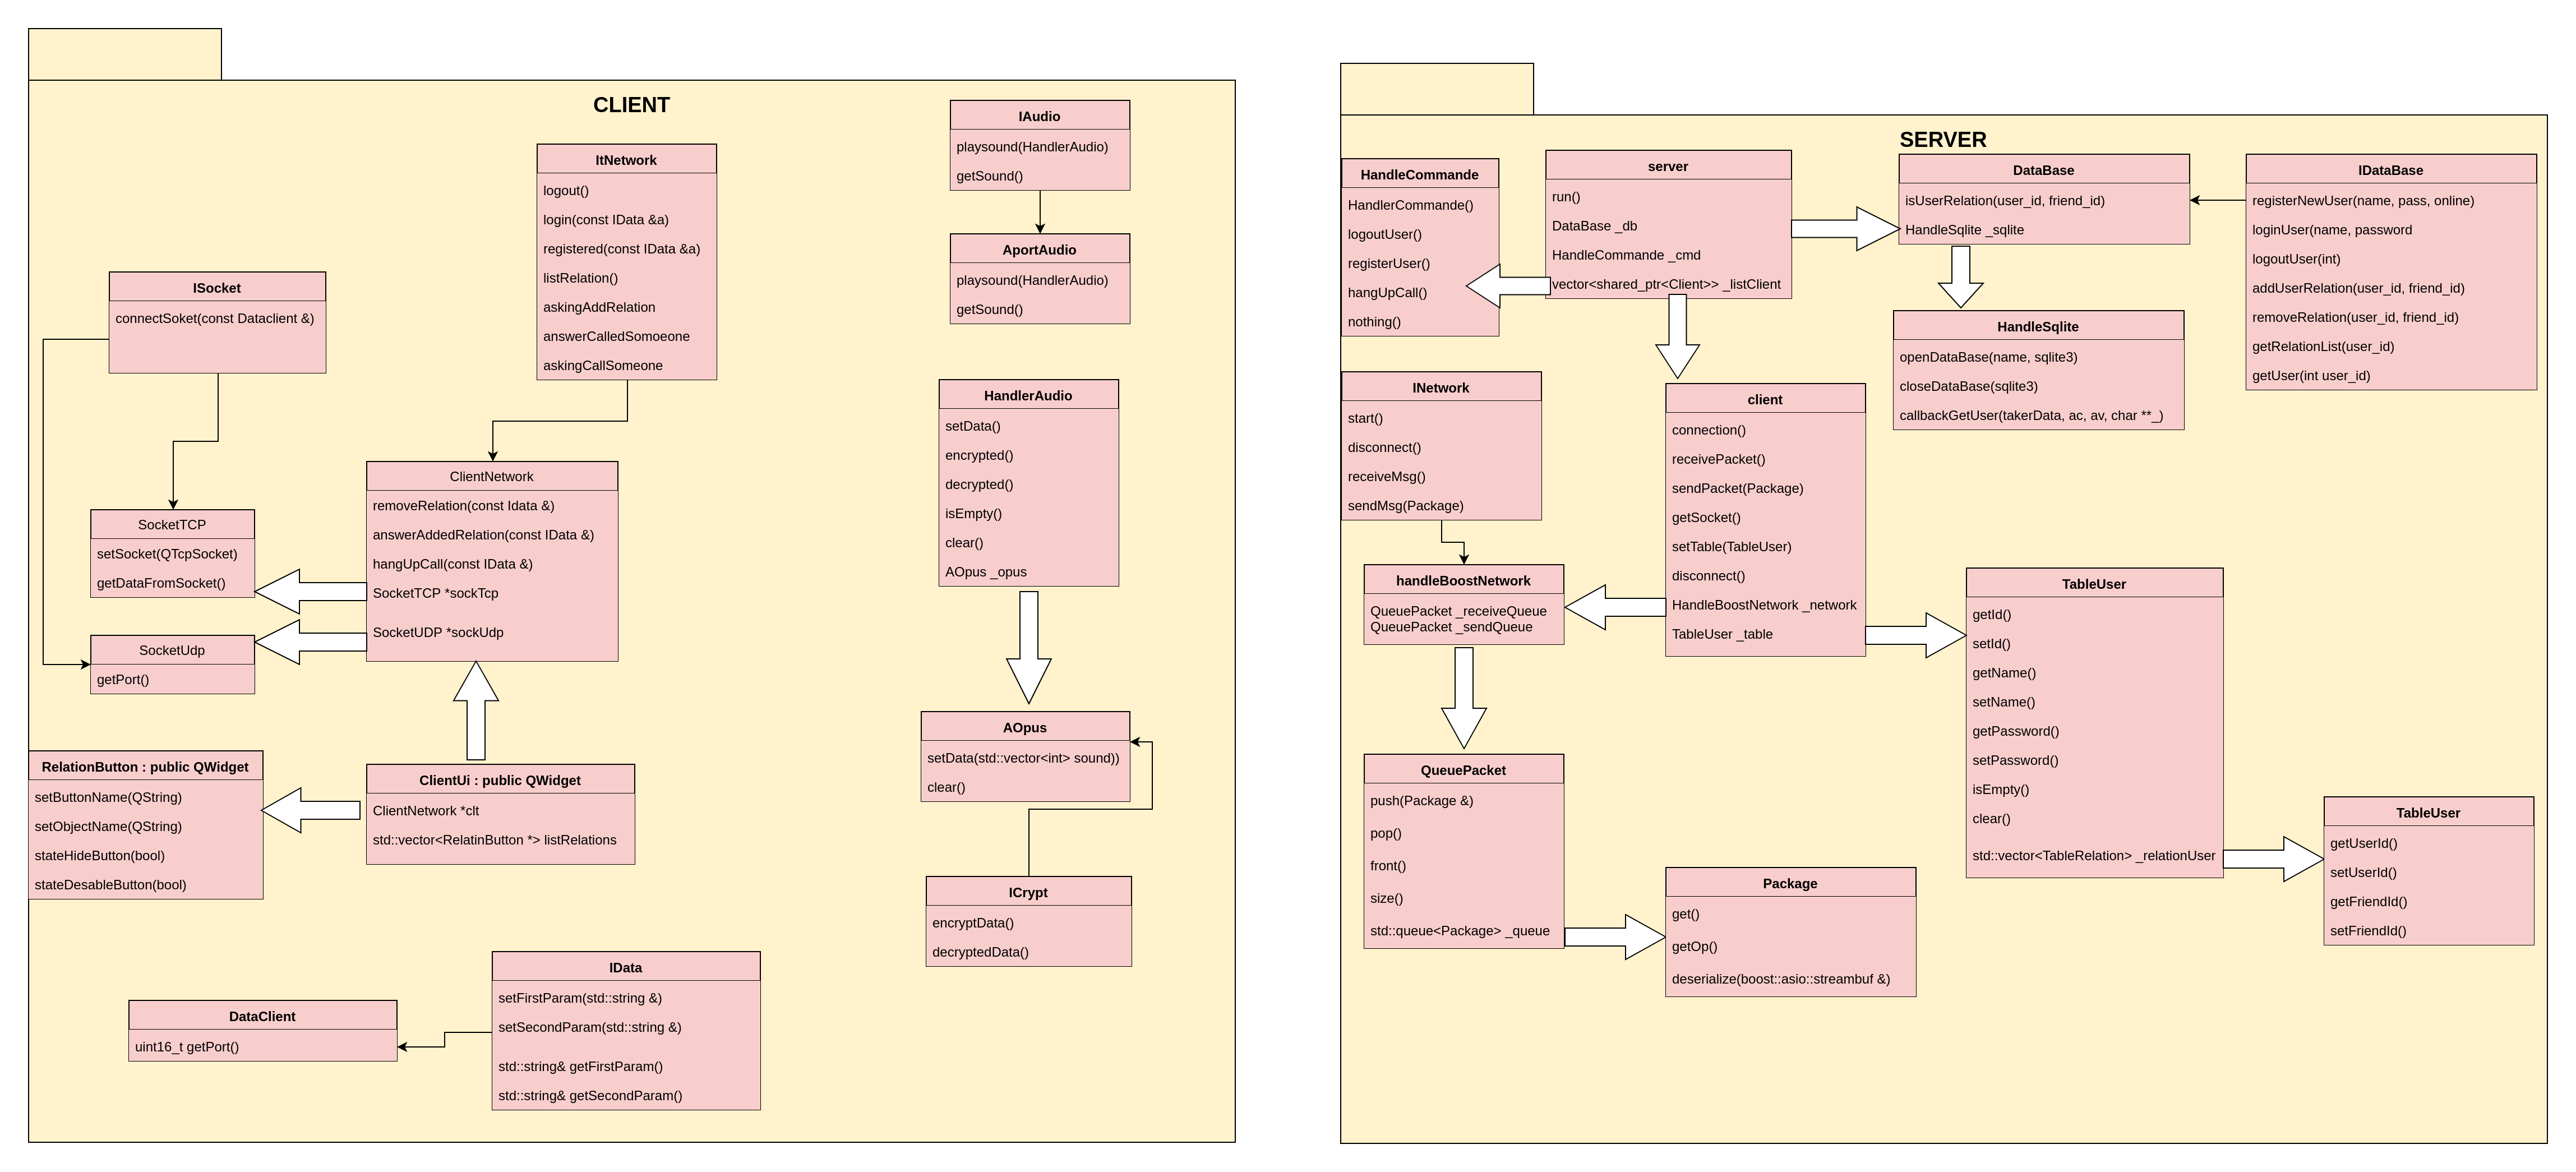 CLIENT
IAudio
playsound(HandlerAudio)
getSound()
ItNetwork
logout()
login(const IData &a)
registered(const IData &a)
listRelation()
askingAddRelation
answerCalledSomoeone
askingCallSomeone
AportAudio
playsound(HandlerAudio)
getSound()
ISocket
connectSoket(const Dataclient &)
HandlerAudio
setData()
encrypted()
decrypted()
isEmpty()
clear()
AOpus _opus
ClientNetwork
removeRelation(const Idata &)
answerAddedRelation(const IData &)
hangUpCall(const IData &)
SocketTCP *sockTcp
SocketUDP *sockUdp
SocketTCP
setSocket(QTcpSocket)
getDataFromSocket()
SocketUdp
getPort()
AOpus
setData(std::vector<int> sound))
clear()
RelationButton : public QWidget
setButtonName(QString)
setObjectName(QString)
stateHideButton(bool)
stateDesableButton(bool)
ClientUi : public QWidget
ClientNetwork *clt
std::vector<RelatinButton *> listRelations
ICrypt
encryptData()
decryptedData()
IData
setFirstParam(std::string &)
setSecondParam(std::string &)
std::string& getFirstParam()
std::string& getSecondParam()
DataClient
uint16_t getPort()
SERVER
HandleCommande
HandlerCommande()
logoutUser()
registerUser()
hangUpCall()
nothing()
server
run()
DataBase _db
HandleCommande _cmd
vector<shared_ptr<Client>> _listClient
DataBase
isUserRelation(user_id, friend_id)
HandleSqlite _sqlite
IDataBase
registerNewUser(name, pass, online)
loginUser(name, password
logoutUser(int)
addUserRelation(user_id, friend_id)
removeRelation(user_id, friend_id)
getRelationList(user_id)
getUser(int user_id)
HandleSqlite
openDataBase(name, sqlite3)
closeDataBase(sqlite3)
callbackGetUser(takerData, ac, av, char **_)
INetwork
start()
disconnect()
receiveMsg()
sendMsg(Package)
client
connection()
receivePacket()
sendPacket(Package)
getSocket()
setTable(TableUser)
disconnect()
HandleBoostNetwork _network
TableUser _table
handleBoostNetwork
QueuePacket _receiveQueue
QueuePacket _sendQueue
TableUser
getId()
setId()
getName()
setName()
getPassword()
setPassword()
isEmpty()
clear()
std::vector<TableRelation> _relationUser
QueuePacket
push(Package &)
pop()
front()
size()
std::queue<Package> _queue
TableUser
getUserId()
setUserId()
getFriendId()
setFriendId()
Package
get()
getOp()
deserialize(boost::asio::streambuf &)